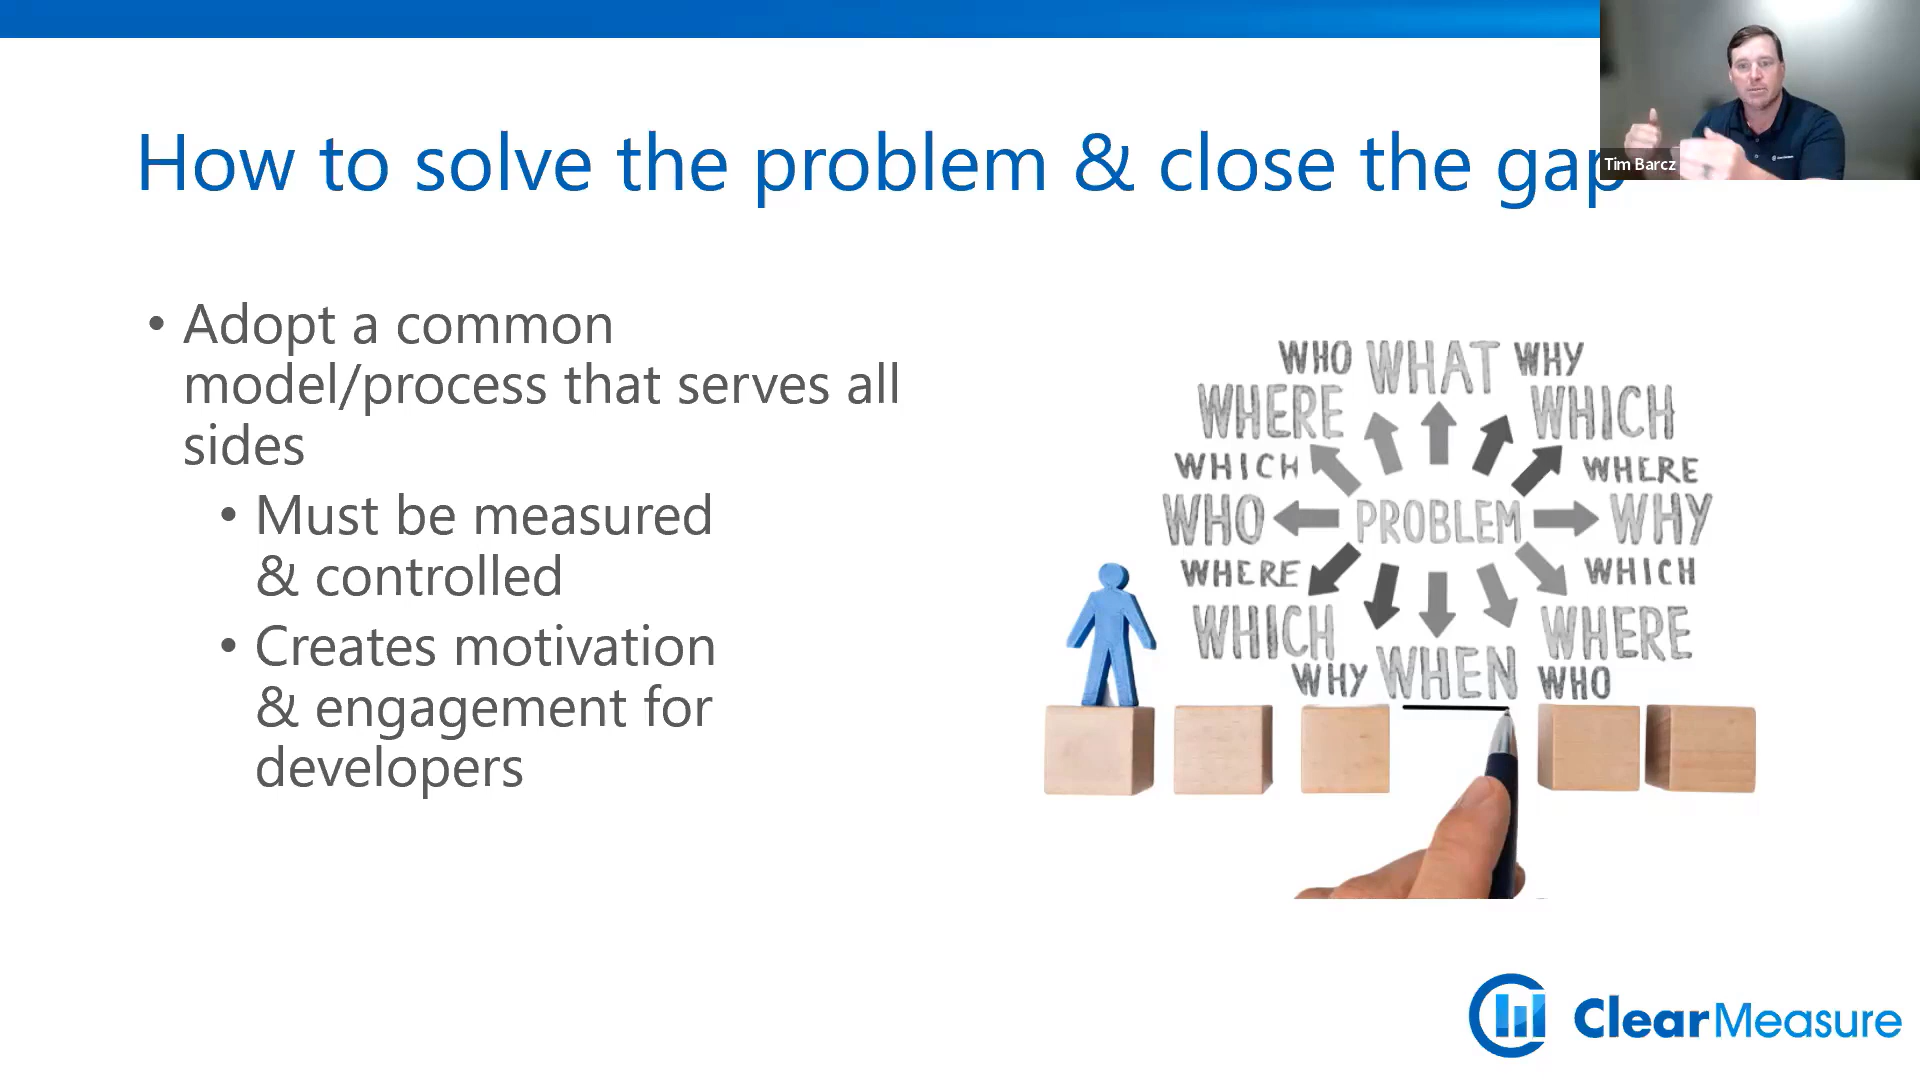 How to solve the problem & close the gap
Tim Barcz
• Adopt a common
model/process that serves all
sides
• Must be measured
& controlled
• Creates motivation
& engagement for
developers
WHO WHAT WHY
WHERE WHICH
WHICH WHERE
WHO PROBLEM WHY
WHERE WHICH
WHICH WHERE
WHY WHEN WHO
ClearMeasure